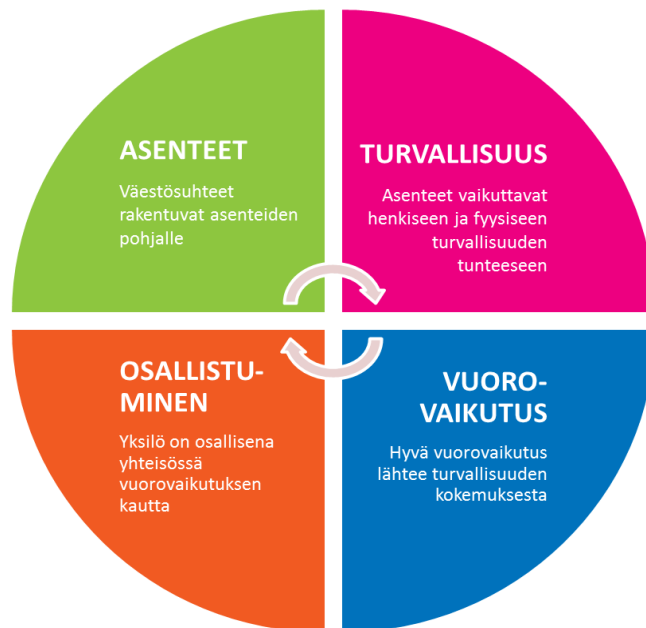 ASENTEET
Väestösuhteet
rakentuvat asenteiden
pohjalle
TURVALLISUUS
Asenteet vaikuttavat
henkiseen ja fyysiseen
turvallisuuden
tunteeseen
OSALLISTU-
MINEN
Yksilö on osallisena
yhteisössä
vuorovaikutuksen
kautta
VUORO-
VAIKUTUS
Hyvä vuorovaikutus
lähtee turvallisuuden
kokemuksesta